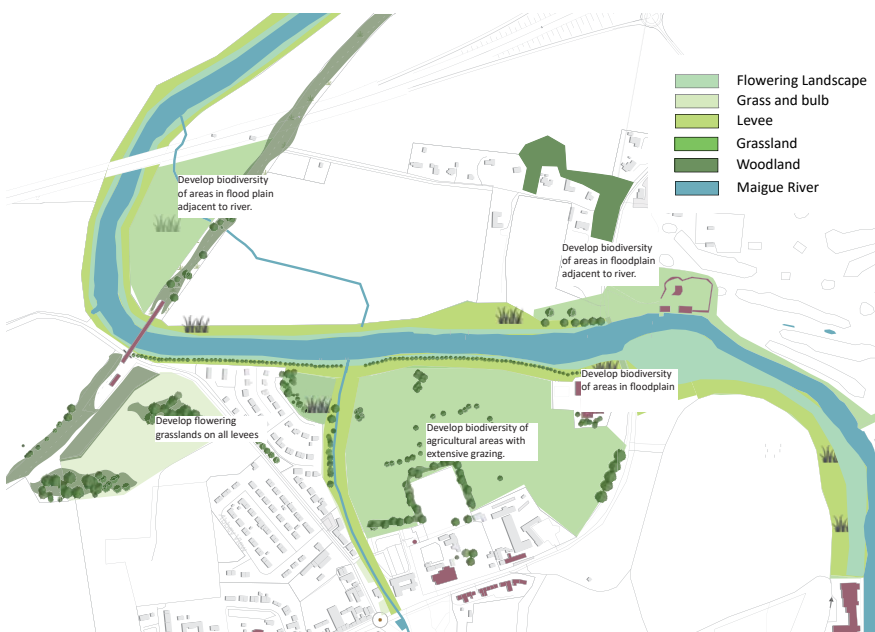 Flowering Landscape
Grass and bulb
Levee
Grassland
Woodland
Maigue River
Develop biodiversity
of areas in flood plain
adjacent to river.
Develop biodiversity
of areas in floodplain
adjacent to river.
Develop biodiversity
of areas in floodplain
Develop flowering
grasslands on all levees
Develop biodiversity of
agricultural areas with
extensive grazing.